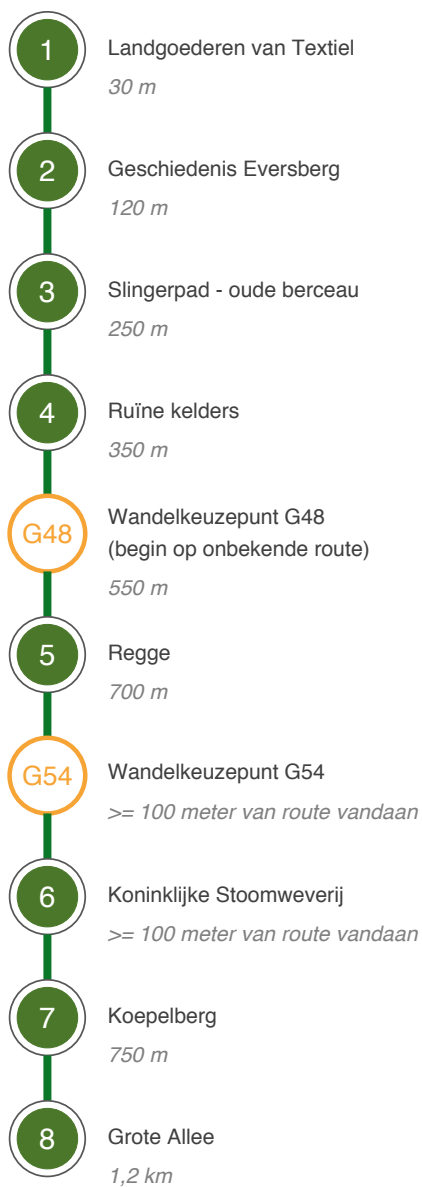 1
Landgoederen van Textiel
30 m
2
Geschiedenis Eversberg
120 m
3
Slingerpad - oude berceau
250 m
4
Ruïne kelders
350 m
G48
Wandelkeuzepunt G48
(begin op onbekende route)
550 m
5
Regge
700 m
G54
Wandelkeuzepunt G54
>= 100 meter van route vandaan
6
Koninklijke Stoomweverij
>= 100 meter van route vandaan
7
Koepelberg
750 m
8
Grote Allee
1,2 km